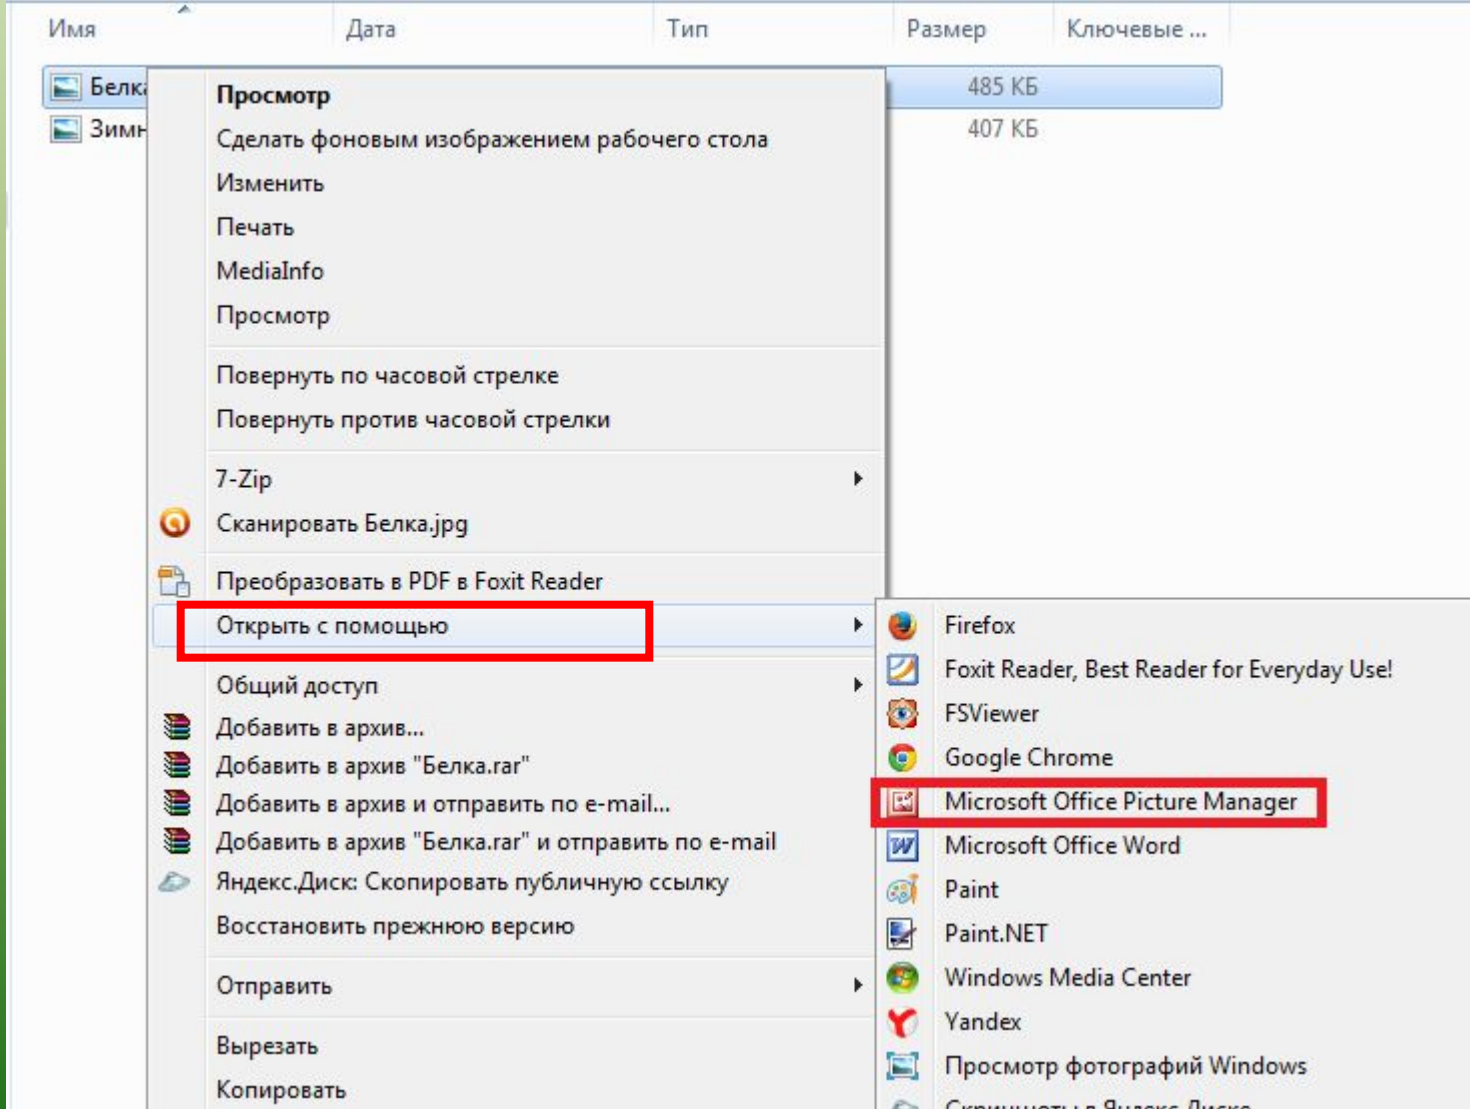 Имя Дата Тип Размер Ключевые ...
Белка 485 КБ
Зимн 407 КБ
Просмотр
Сделать фоновым изображением рабочего стола
Изменить
Печать
MediaInfo
Просмотр
Повернуть по часовой стрелке
Повернуть против часовой стрелки
7-Zip
Сканировать Белка.jpg
Преобразовать в PDF в Foxit Reader
Открыть с помощью
Общий доступ
Добавить в архив...
Добавить в архив "Белка.rar"
Добавить в архив и отправить по e-mail...
Добавить в архив "Белка.rar" и отправить по e-mail
Яндекс.Диск: Скопировать публичную ссылку
Восстановить прежнюю версию
Отправить
Вырезать
Копировать
Firefox
Foxit Reader, Best Reader for Everyday Use!
FSViewer
Google Chrome
Microsoft Office Picture Manager
Microsoft Office Word
Paint
Paint.NET
Windows Media Center
Yandex
Просмотр фотографий Windows
Скриншоты в Яндекс.Диске